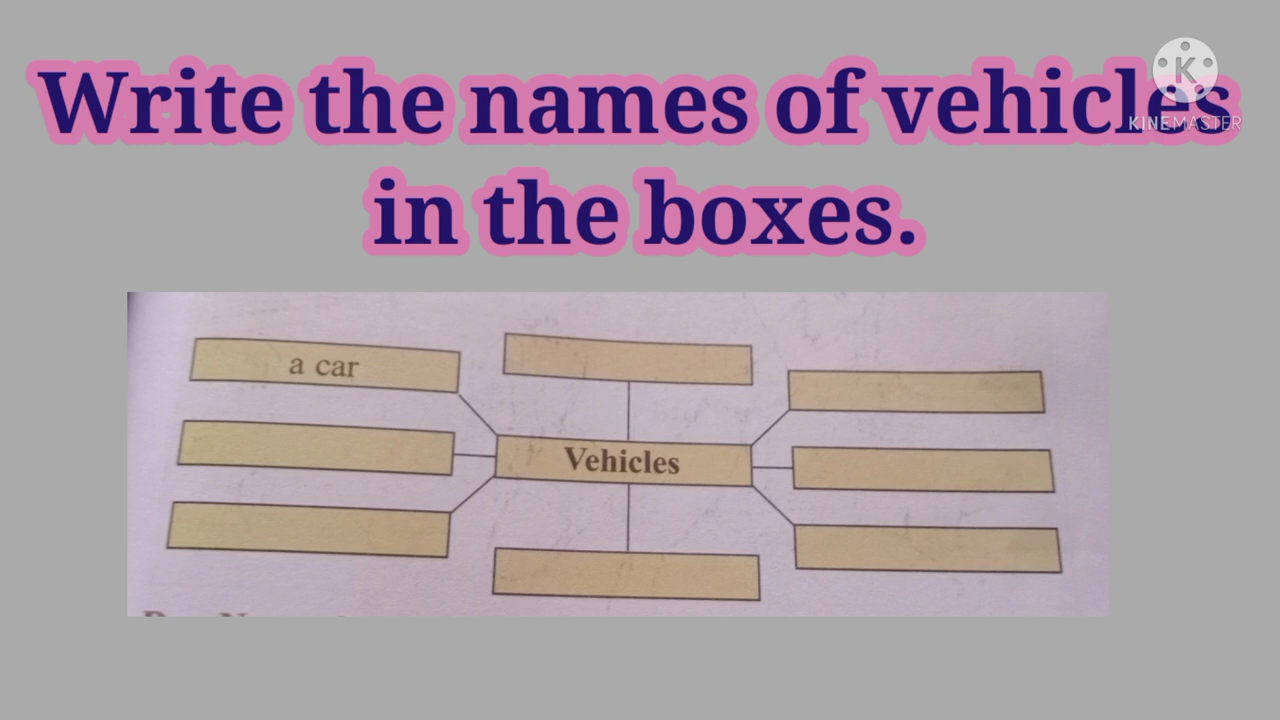 Write the names of vehicles
in the boxes.
K
KINEMASTER
a car
Vehicles